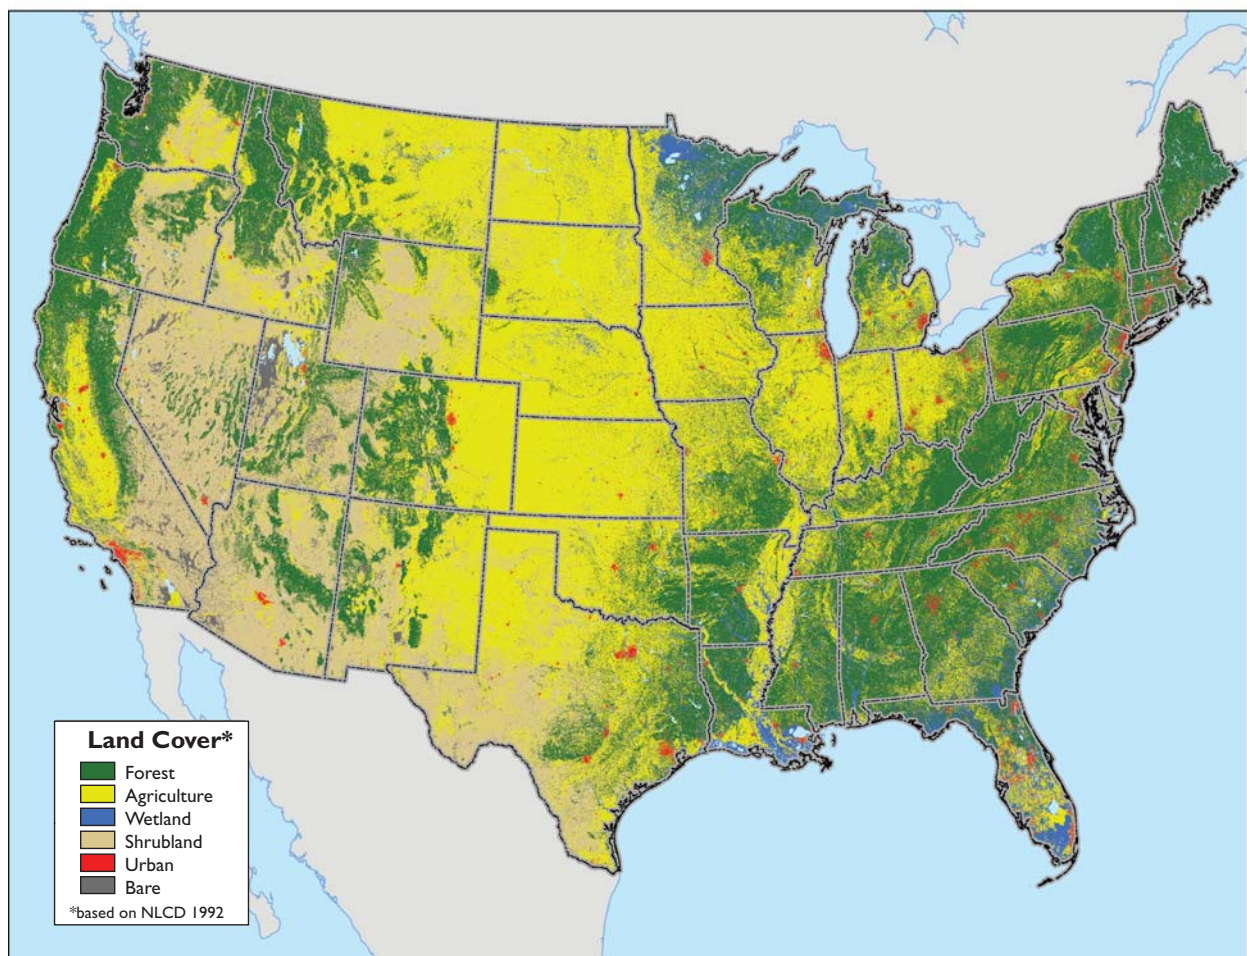 Land Cover*
Forest
Agriculture
Wetland
Shrubland
Urban
Bare
*based on NLCD 1992